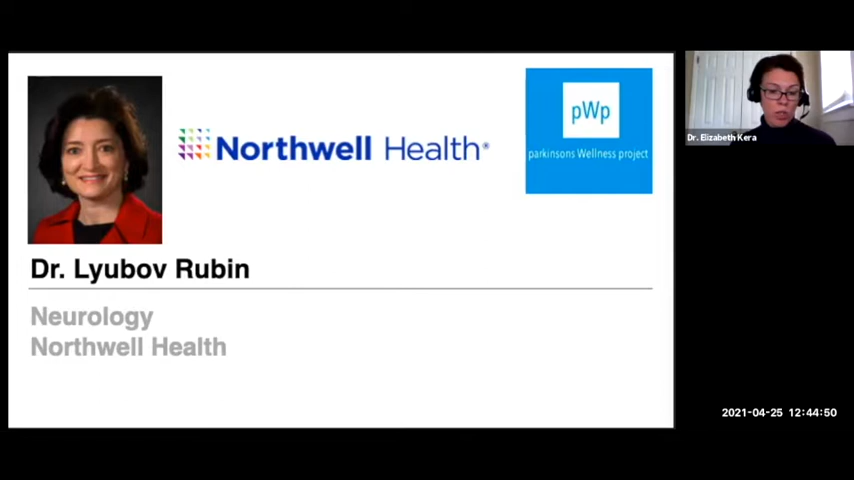 Northwell Health®
pWp
parkinsons Wellness project
Dr. Elizabeth Kera
Dr. Lyubov Rubin
Neurology
Northwell Health
2021-04-25 12:44:50